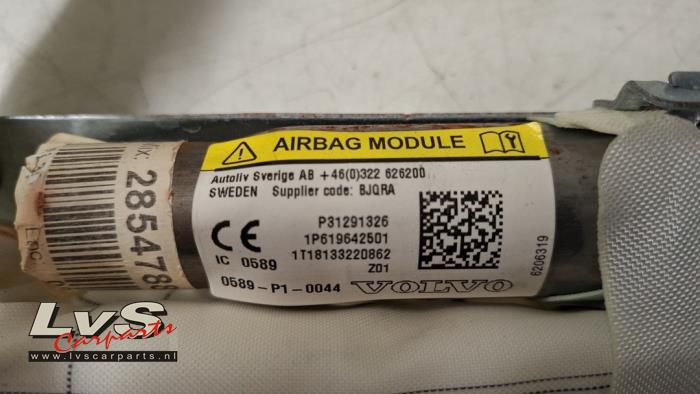 AIRBAG MODULE
Autoliv Sverige AB +46(0)322 626200
SWEDEN Supplier code: BJQRA
P31291326
1P619642501
CE IC 0589
1T18133220862
Z01
0589-P1-0044 VOLVO
6206319
LvS
Carparts
www.lvscarparts.nl